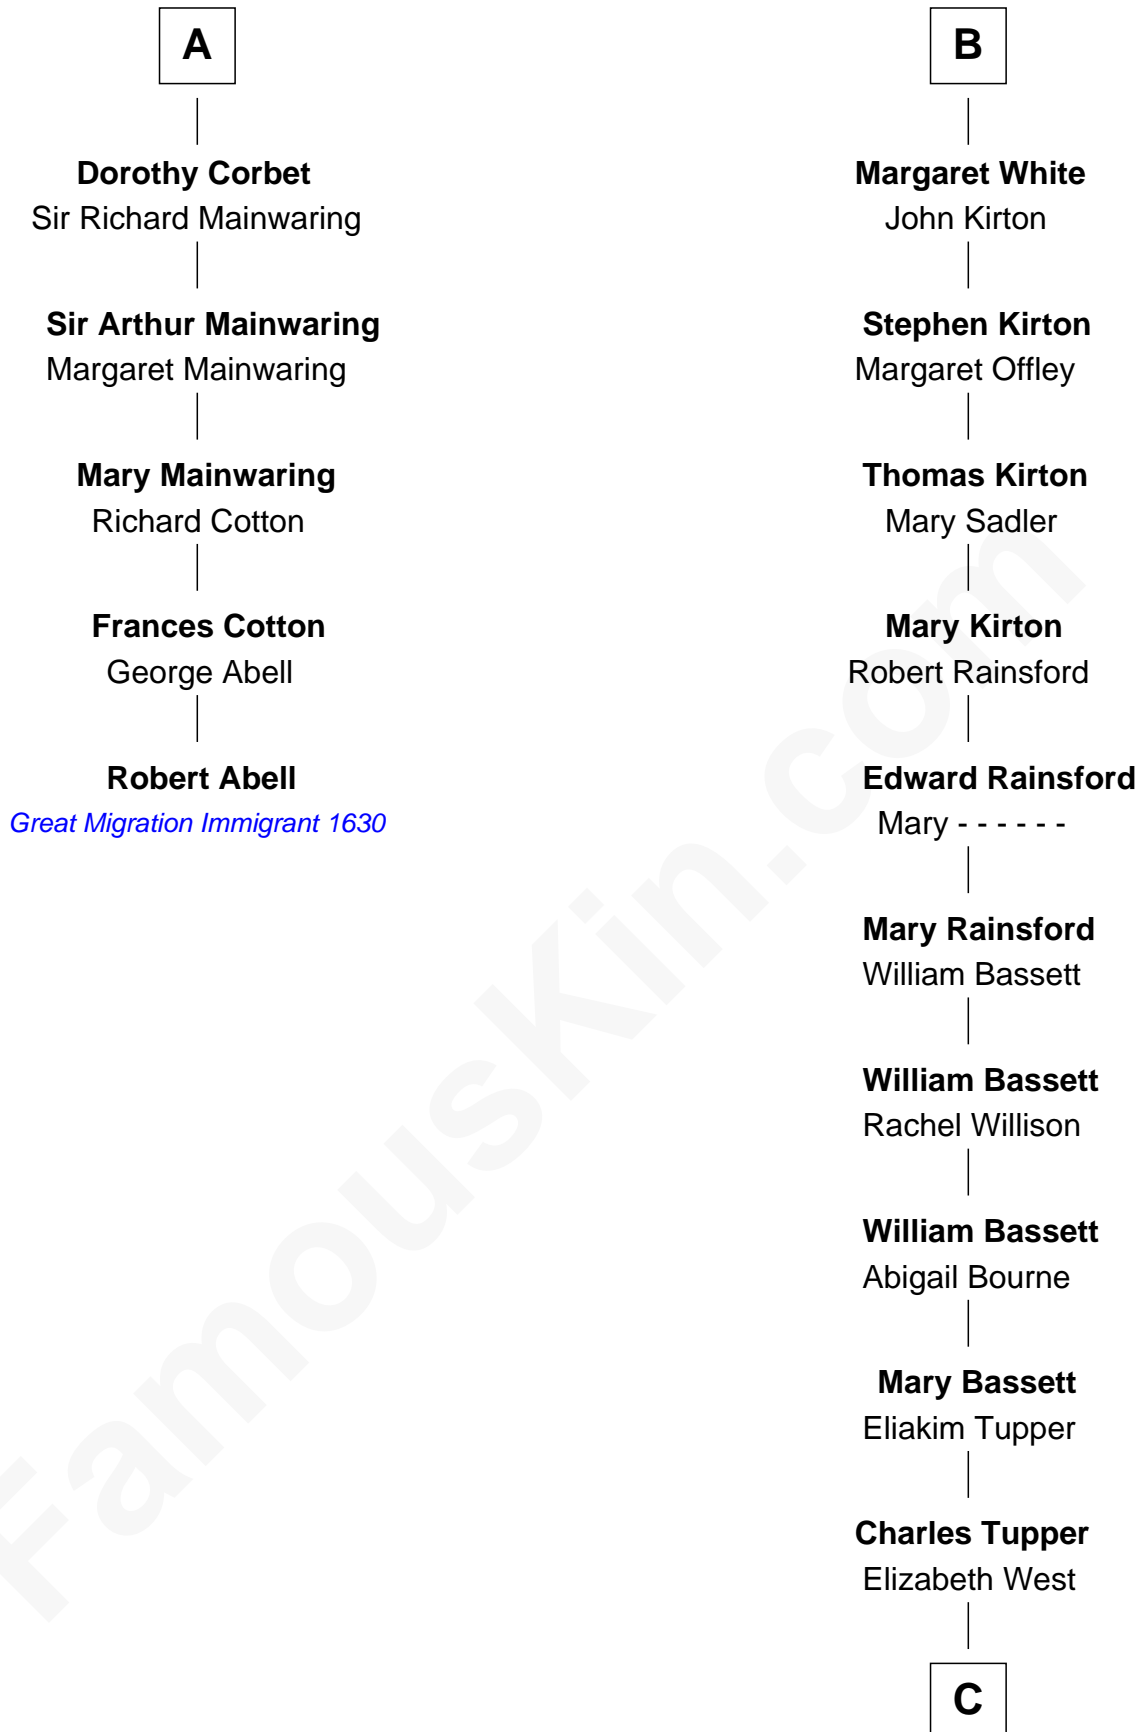 A
Dorothy Corbet
Sir Richard Mainwaring
Sir Arthur Mainwaring
Margaret Mainwaring
Mary Mainwaring
Richard Cotton
Frances Cotton
George Abell
Robert Abell
Great Migration Immigrant 1630
B
Margaret White
John Kirton
Stephen Kirton
Margaret Offley
Thomas Kirton
Mary Sadler
Mary Kirton
Robert Rainsford
Edward Rainsford
Mary - - - - - -
Mary Rainsford
William Bassett
William Bassett
Rachel Willison
William Bassett
Abigail Bourne
Mary Bassett
Eliakim Tupper
Charles Tupper
Elizabeth West
C
FamousKin.com